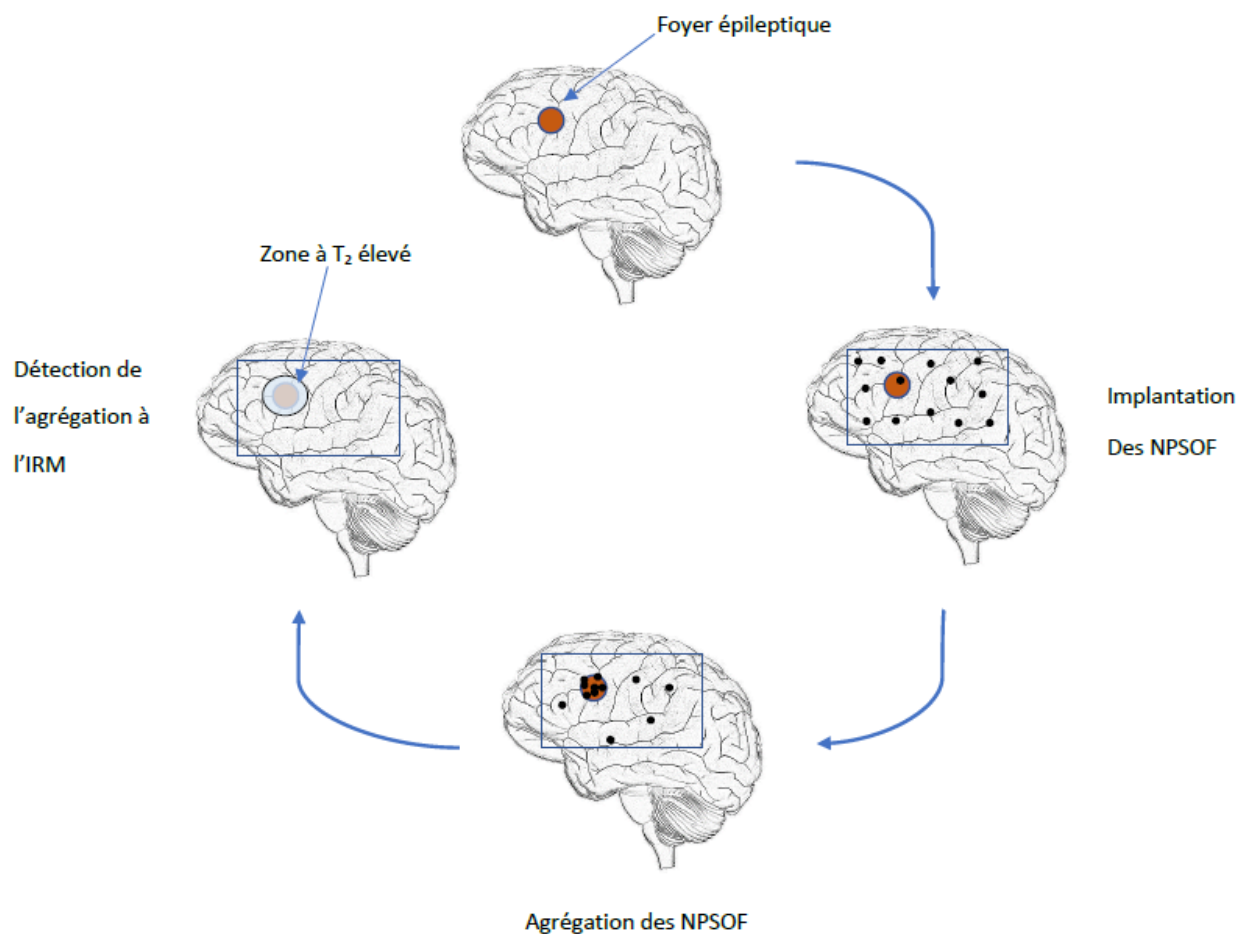 Foyer épileptique
Zone à T₂ élevé
Détection de
l’agrégation à
l’IRM
Implantation
Des NPSOF
Agrégation des NPSOF